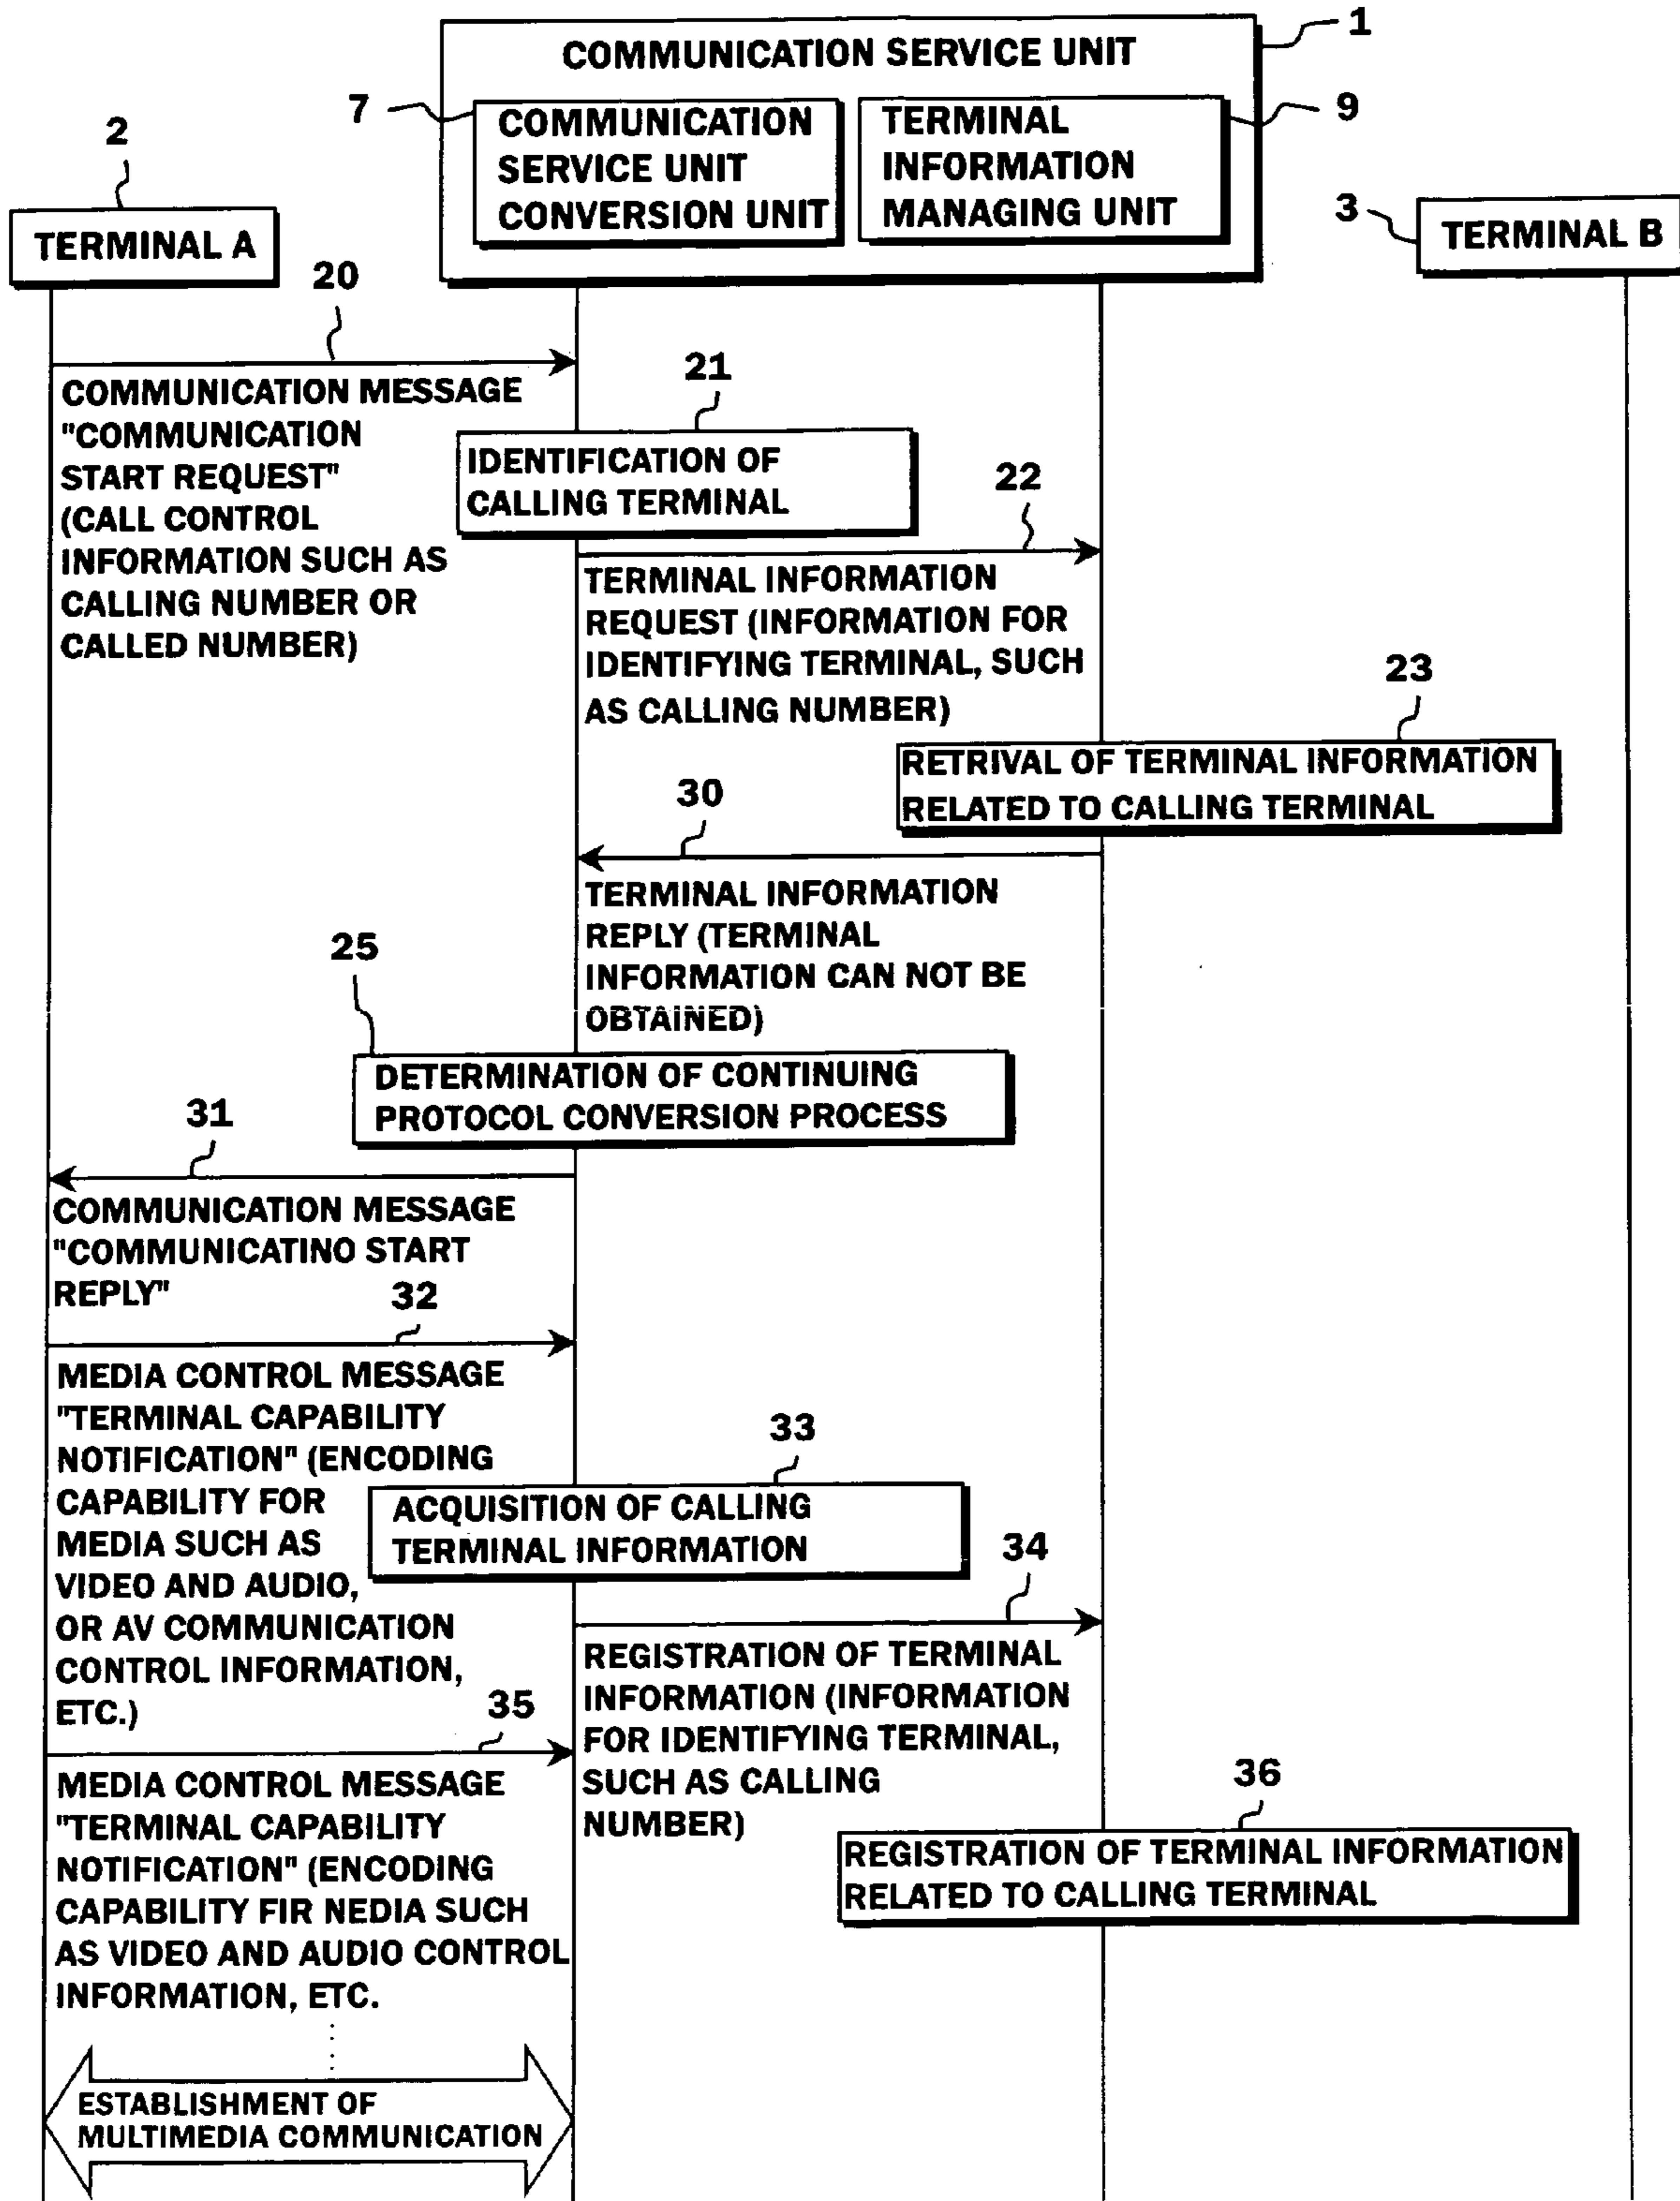 COMMUNICATION SERVICE UNIT
1
7
COMMUNICATION
SERVICE UNIT
CONVERSION UNIT
TERMINAL
INFORMATION
MANAGING UNIT
9
2
TERMINAL A
3
TERMINAL B
20
COMMUNICATION MESSAGE
"COMMUNICATION
START REQUEST"
(CALL CONTROL
INFORMATION SUCH AS
CALLING NUMBER OR
CALLED NUMBER)
21
IDENTIFICATION OF
CALLING TERMINAL
22
TERMINAL INFORMATION
REQUEST (INFORMATION FOR
IDENTIFYING TERMINAL, SUCH
AS CALLING NUMBER)
23
RETRIVAL OF TERMINAL INFORMATION
RELATED TO CALLING TERMINAL
30
TERMINAL INFORMATION
REPLY (TERMINAL
INFORMATION CAN NOT BE
OBTAINED)
25
DETERMINATION OF CONTINUING
PROTOCOL CONVERSION PROCESS
31
COMMUNICATION MESSAGE
"COMMUNICATINO START
REPLY"
32
MEDIA CONTROL MESSAGE
"TERMINAL CAPABILITY
NOTIFICATION" (ENCODING
CAPABILITY FOR
MEDIA SUCH AS
VIDEO AND AUDIO,
OR AV COMMUNICATION
CONTROL INFORMATION,
ETC.)
33
ACQUISITION OF CALLING
TERMINAL INFORMATION
34
REGISTRATION OF TERMINAL
INFORMATION (INFORMATION
FOR IDENTIFYING TERMINAL,
SUCH AS CALLING
NUMBER)
35
MEDIA CONTROL MESSAGE
"TERMINAL CAPABILITY
NOTIFICATION" (ENCODING
CAPABILITY FIR NEDIA SUCH
AS VIDEO AND AUDIO CONTROL
INFORMATION, ETC.
36
REGISTRATION OF TERMINAL INFORMATION
RELATED TO CALLING TERMINAL
ESTABLISHMENT OF
MULTIMEDIA COMMUNICATION